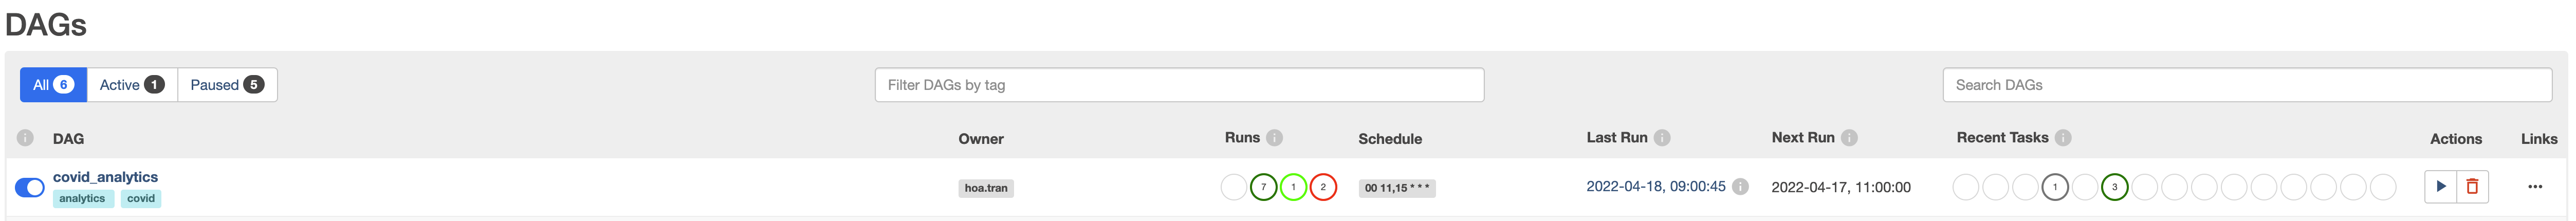 DAGs
All 6 Active 1 Paused 5 Filter DAGs by tag Search DAGs
DAG Owner Runs Schedule Last Run Next Run Recent Tasks Actions Links
covid_analytics
analytics covid
hoa.tran 7 1 2 00 11,15 * * * 2022-04-18, 09:00:45 2022-04-17, 11:00:00 1 3